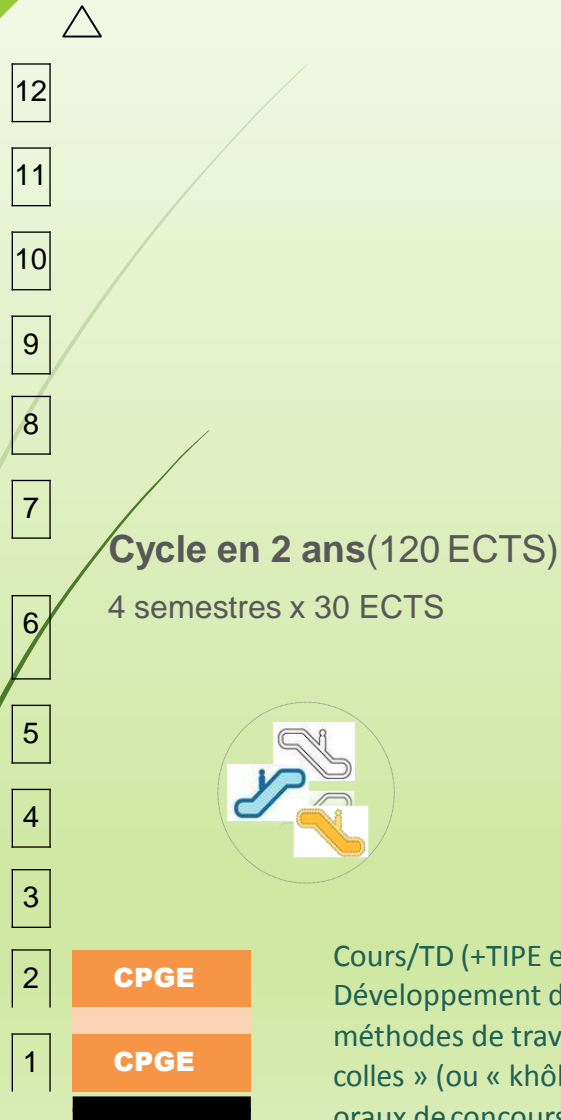 12
11
10
9
8
7
Cycle en 2 ans(120 ECTS)
6
4 semestres x 30 ECTS
5
4
3
2
CPGE
Cours/TD (+TIPE e
Développement d
1
CPGE
méthodes de trav
colles » (ou « khôl
oraux de concours